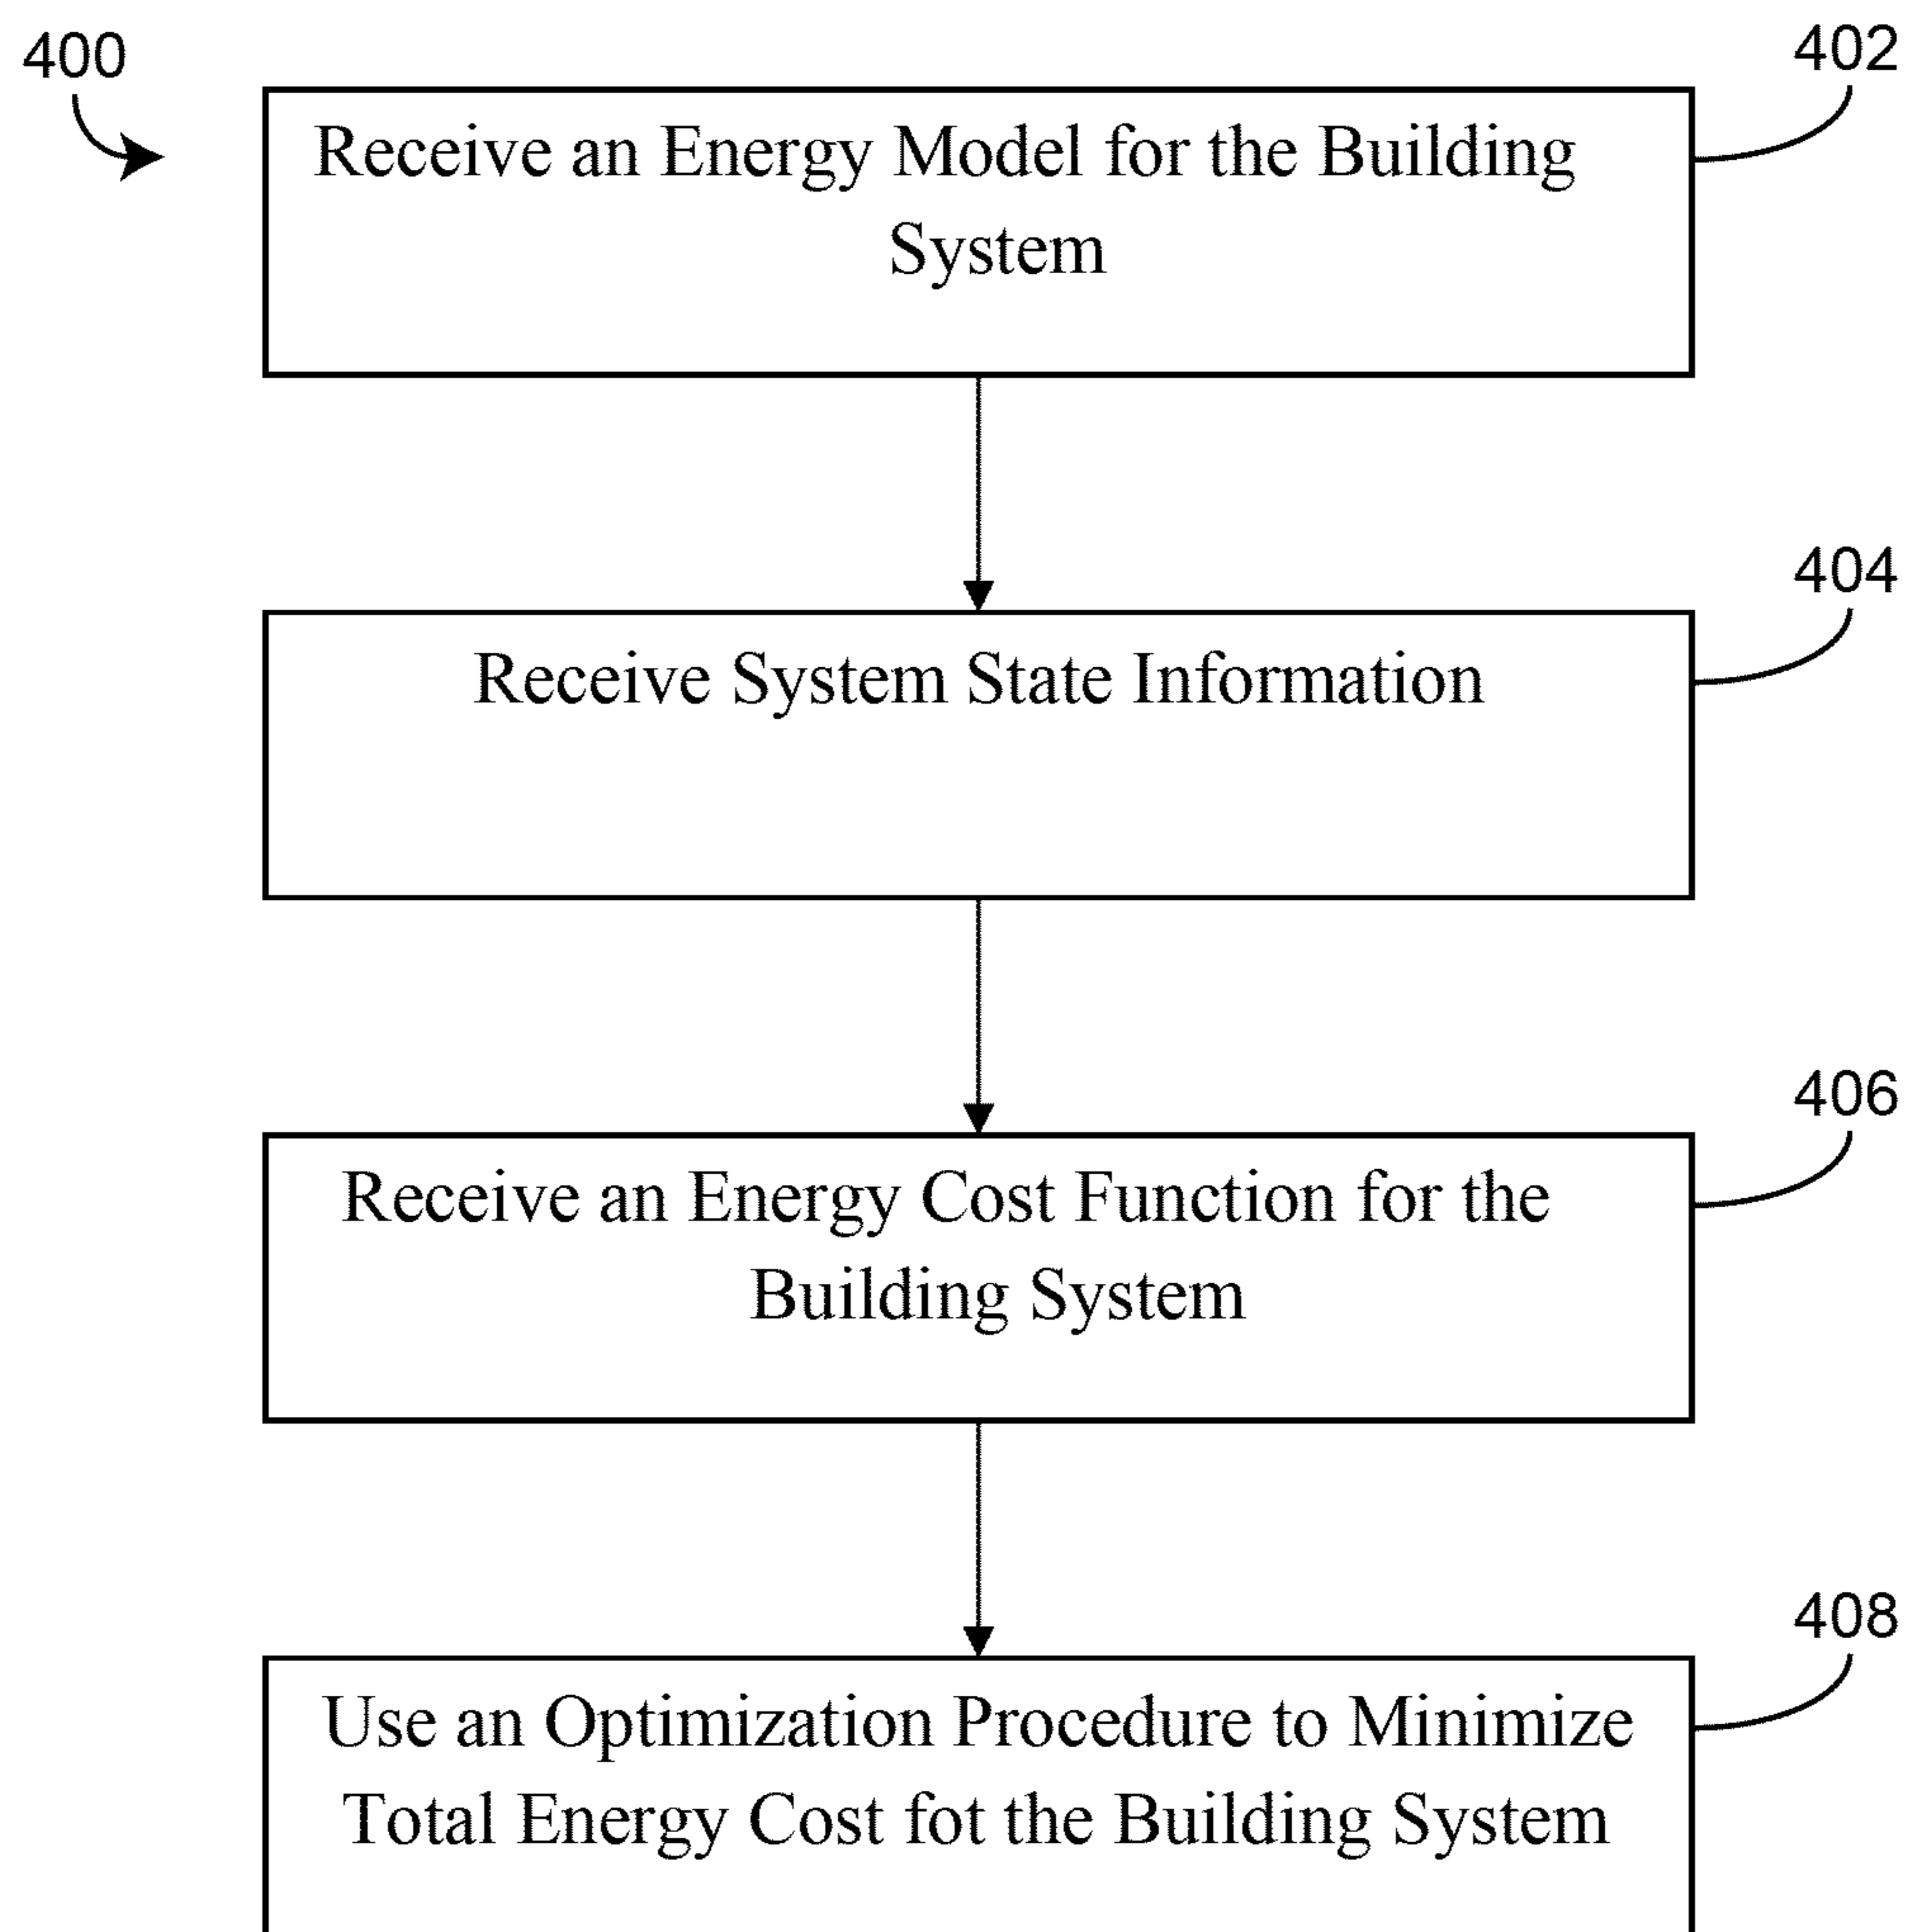 400
402
Receive an Energy Model for the Building
System
404
Receive System State Information
406
Receive an Energy Cost Function for the
Building System
408
Use an Optimization Procedure to Minimize
Total Energy Cost fot the Building System